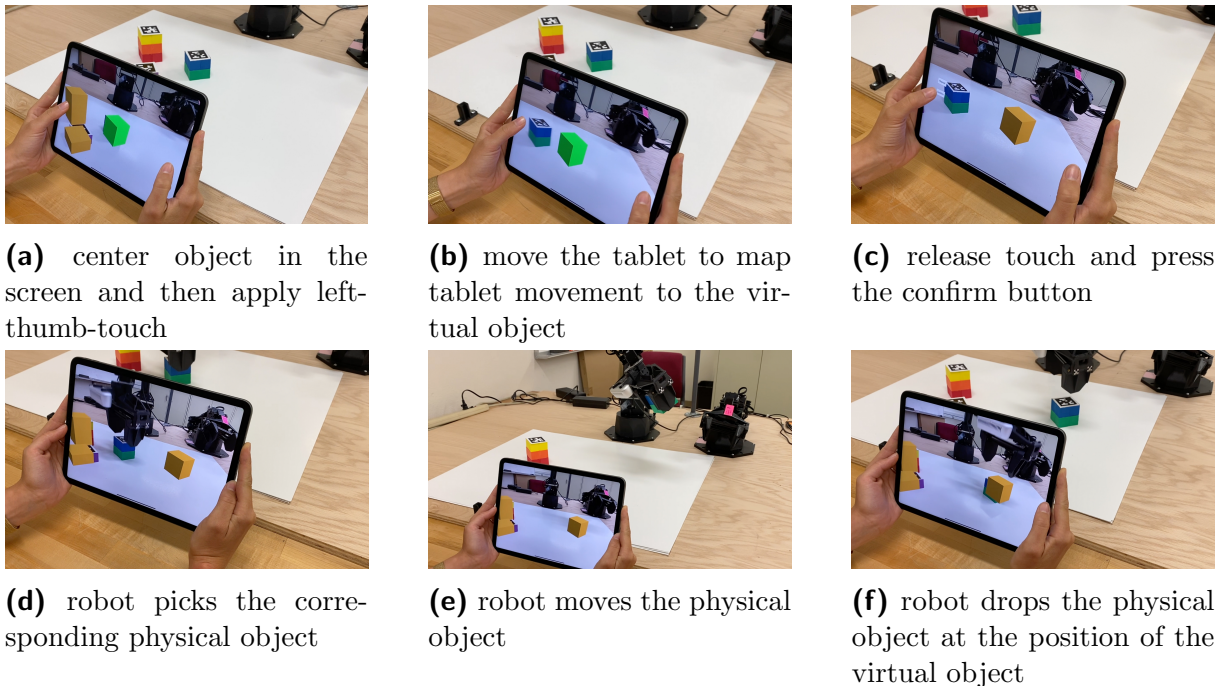 (a) center object in the
screen and then apply left-
thumb-touch
(b) move the tablet to map
tablet movement to the vir-
tual object
(c) release touch and press
the confirm button
(d) robot picks the corre-
sponding physical object
(e) robot moves the physical
object
(f) robot drops the physical
object at the position of the
virtual object